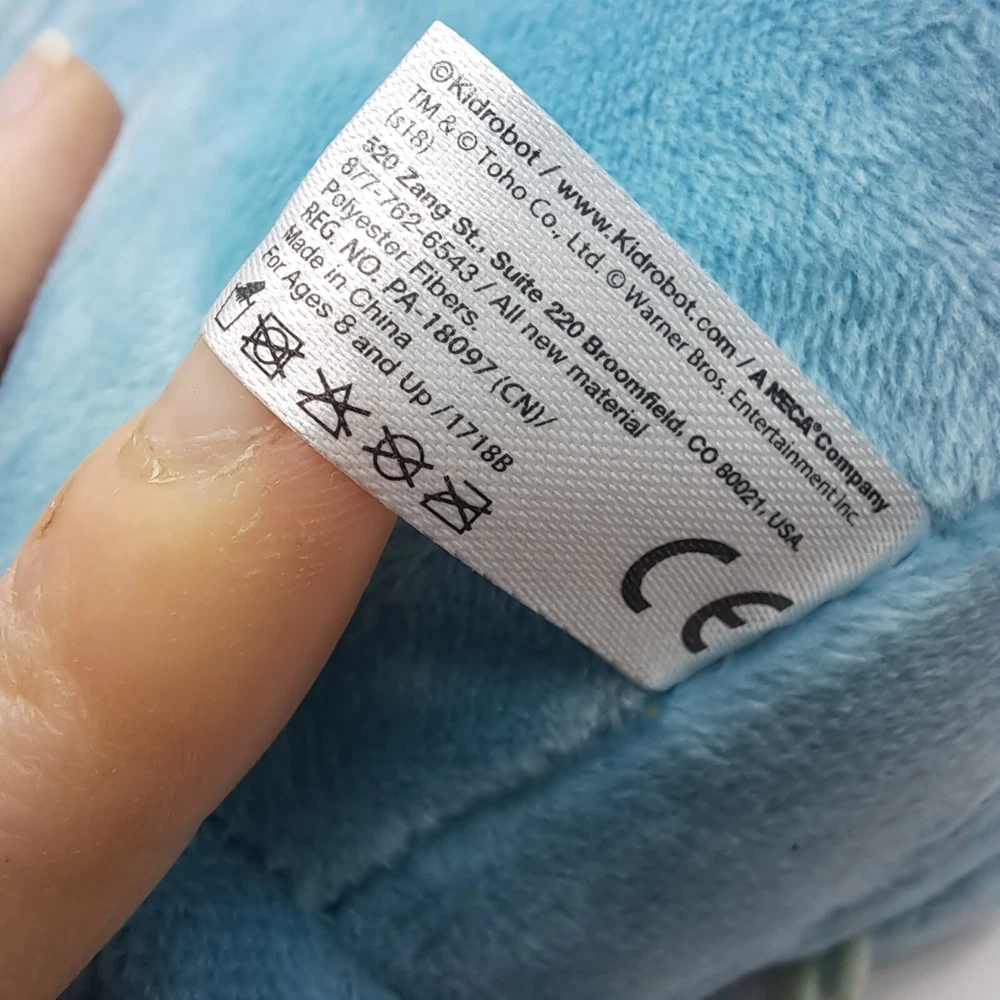 ©Kidrobot / www.Kidrobot.com / A NECA® Company
TM & © Toho Co., Ltd. © Warner Bros. Entertainment Inc.
(s18)
520 Zang St., Suite 220 Broomfield, CO 80021, USA.
877-762-6543 / All new material
Polyester Fibers.
REG. NO. PA-18097 (CN)/
Made in China
For Ages 8 and Up /1718B
CE